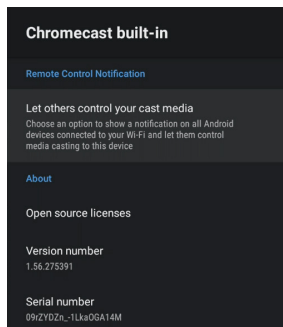 Chromecast built-in
Remote Control Notification
Let others control your cast media
Choose an option to show a notification on all Android
devices connected to your Wi-Fi and let them control
media casting to this device
About
Open source licenses
Version number
1.56.275391
Serial number
09rZYDZn_-1LkaOGA14M